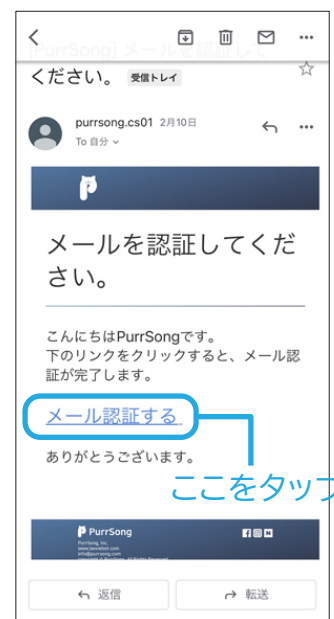 [PurrSong] メールを認証して
ください。 受信トレイ
purrsong.cs01 2月10日
To 自分
メールを認証してくだ
さい。
こんにちはPurrSongです。
下のリンクをクリックすると、メール認
証が完了します。
メール認証する
ありがとうございます。
ここをタップ
PurrSong
PurrSong, Inc.
返信 転送